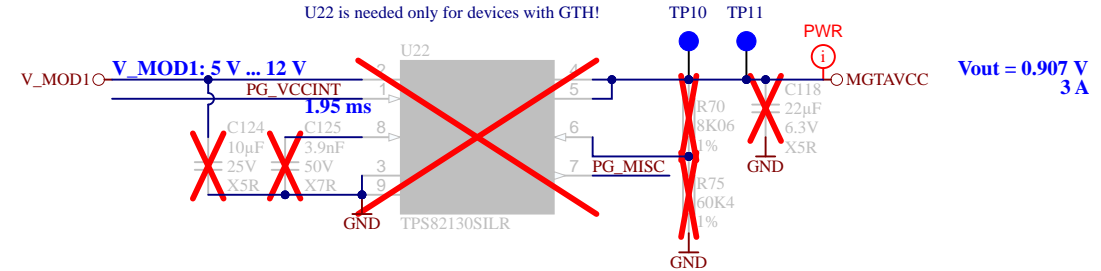 U22 is needed only for devices with GTH!
TP10
TP11
PWR
i
U22
V_MOD1
V_MOD1: 5 V ... 12 V
2
4
MGTAVCC
Vout = 0.907 V
3 A
PG_VCCINT
1
5
1.95 ms
C124
10µF
25V
X5R
C125
3.9nF
50V
X7R
8
6
3
7
9
PG_MISC
R70
8K06
1%
C118
22µF
6.3V
X5R
GND
R75
60K4
1%
GND
TPS82130SILR
GND